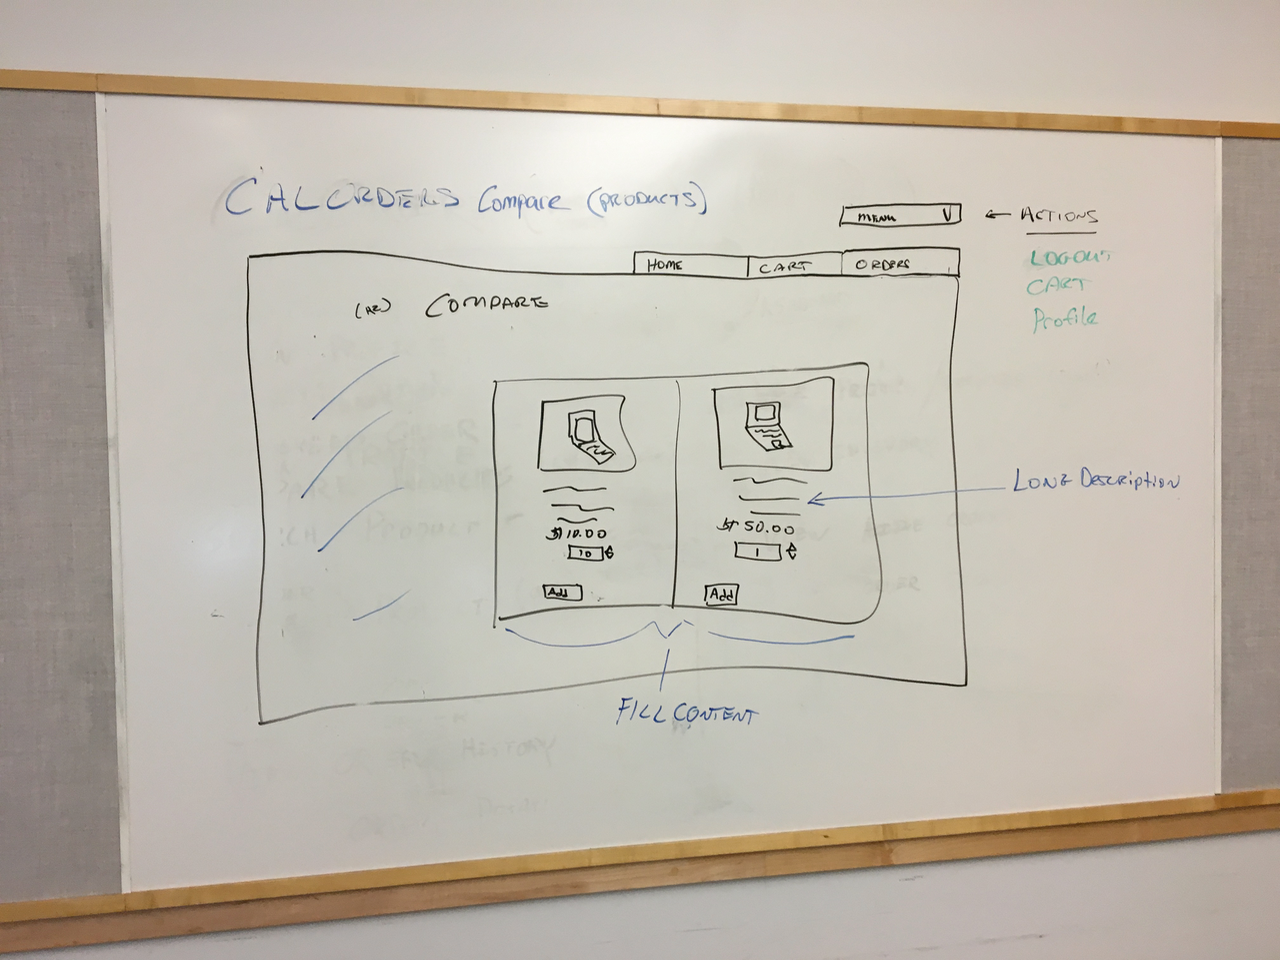 CALORDERS Compare (PRODUCTS)
MENU V
← ACTIONS
LOGOUT
CART
Profile
HOME
CART
ORDERS
COMPARE
LONG DESCRIPTION
$10.00
10
Add
$50.00
1
Add
FILL CONTENT
HISTORY